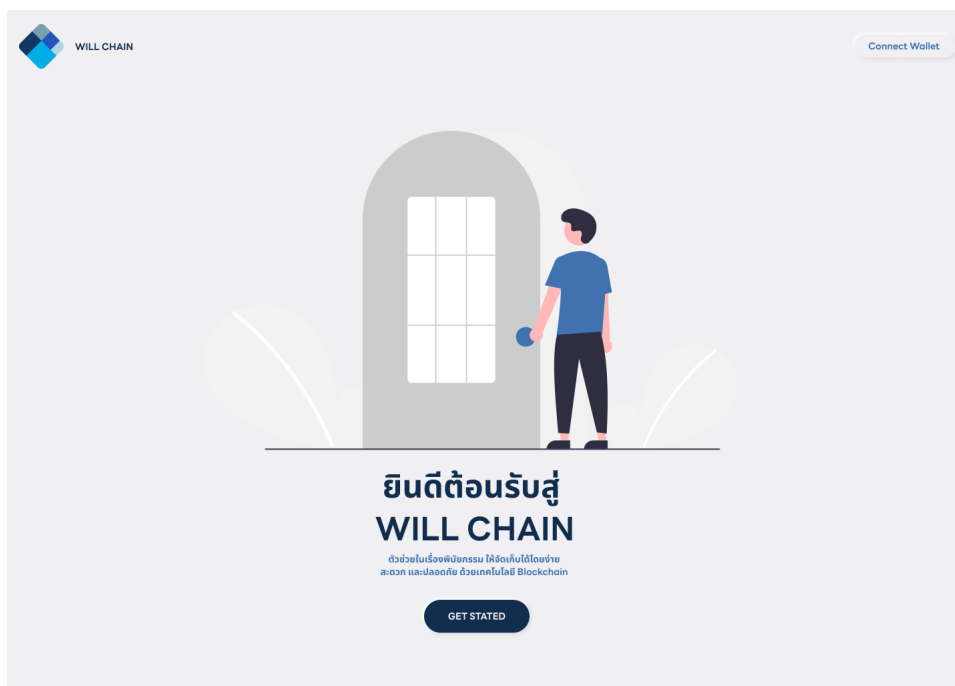 WILL CHAIN
Connect Wallet
ยินดีต้อนรับสู่
WILL CHAIN
ตัวช่วยในเรื่องพินัยกรรม ให้จัดเก็บได้โดยง่าย
สะดวก และปลอดภัย ด้วยเทคโนโลยี Blockchain
GET STATED